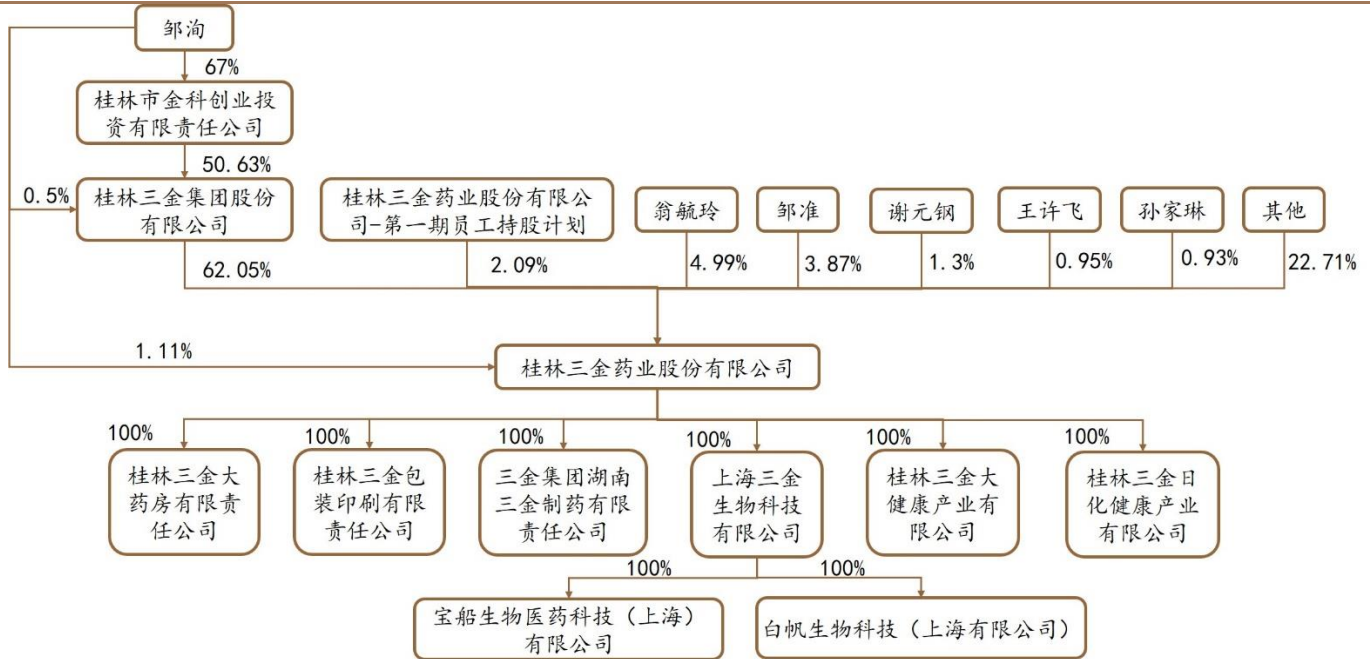 邹洵
67%
桂林市金科创业投
资有限责任公司
50.63%
0.5%
桂林三金集团股份
有限公司
桂林三金药业股份有限公
司-第一期员工持股计划
翁毓玲
邹准
谢元钢
王许飞
孙家琳
其他
62.05%
2.09%
4.99%
3.87%
1.3%
0.95%
0.93%
22.71%
1.11%
桂林三金药业股份有限公司
100%
100%
100%
100%
100%
100%
桂林三金大
药房有限责
任公司
桂林三金包
装印刷有限
责任公司
三金集团湖南
三金制药有限
责任公司
上海三金
生物科技
有限公司
桂林三金大
健康产业有
限公司
桂林三金日
化健康产业
有限公司
100%
100%
宝船生物医药科技（上海）
有限公司
白帆生物科技（上海有限公司）